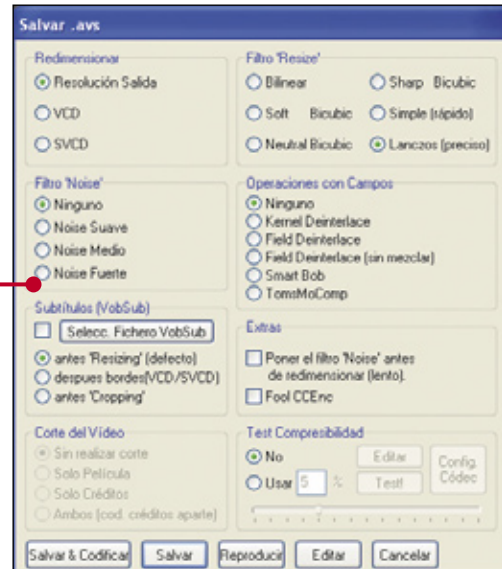 Salvar .avs
Redimensionar
Resolución Salida
VCD
SVCD
Filtro 'Resize'
Bilinear
Sharp Bicubic
Soft Bicubic
Simple (rápido)
Neutral Bicubic
Lanczos (preciso)
Filtro 'Noise'
Ninguno
Noise Suave
Noise Medio
Noise Fuerte
Operaciones con Campos
Ninguno
Kernel Deinterlace
Field Deinterlace
Field Deinterlace (sin mezclar)
Smart Bob
TomsMoComp
Subtítulos (VobSub)
Selecc. Fichero VobSub
antes 'Resizing' (defecto)
despues bordes(VCD/SVCD)
antes 'Cropping'
Extras
Poner el filtro 'Noise' antes
de redimensionar (lento).
Fool CCEnc
Corte del Vídeo
Sin realizar corte
Solo Película
Solo Créditos
Ambos (cod. créditos aparte)
Test Compresibilidad
No
Editar
Usar 5 %
Test!
Config.
Códec
Salvar & Codificar
Salvar
Reproducir
Editar
Cancelar